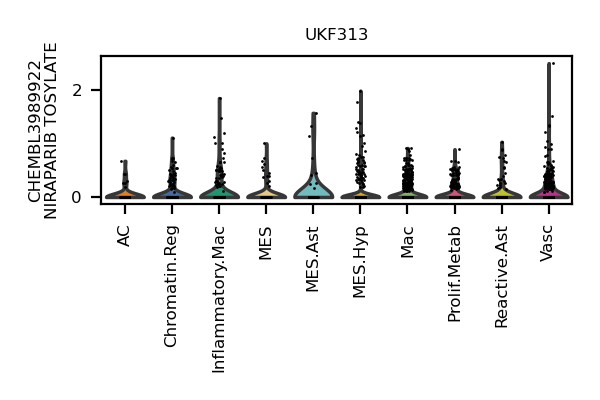 UKF313
CHEMBL3989922
NIRAPARIB TOSYLATE
2
0
AC
Chromatin.Reg
Inflammatory.Mac
MES
MES.Ast
MES.Hyp
Mac
Prolif.Metab
Reactive.Ast
Vasc